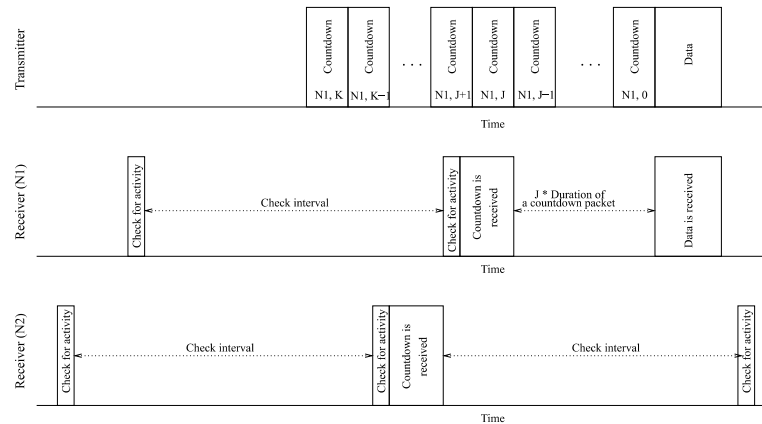 Transmitter
Countdown
Countdown
. . .
Countdown
Countdown
Countdown
. . .
Countdown
Data
N1, K
N1, K−1
N1, J+1
N1, J
N1, J−1
N1, 0
Time
Receiver (N1)
Check for activity
Check interval
Check for activity
Countdown is
received
J * Duration of
a countdown packet
Data is received
Time
Receiver (N2)
Check for activity
Check interval
Check for activity
Countdown is
received
Check interval
Check for activity
Time